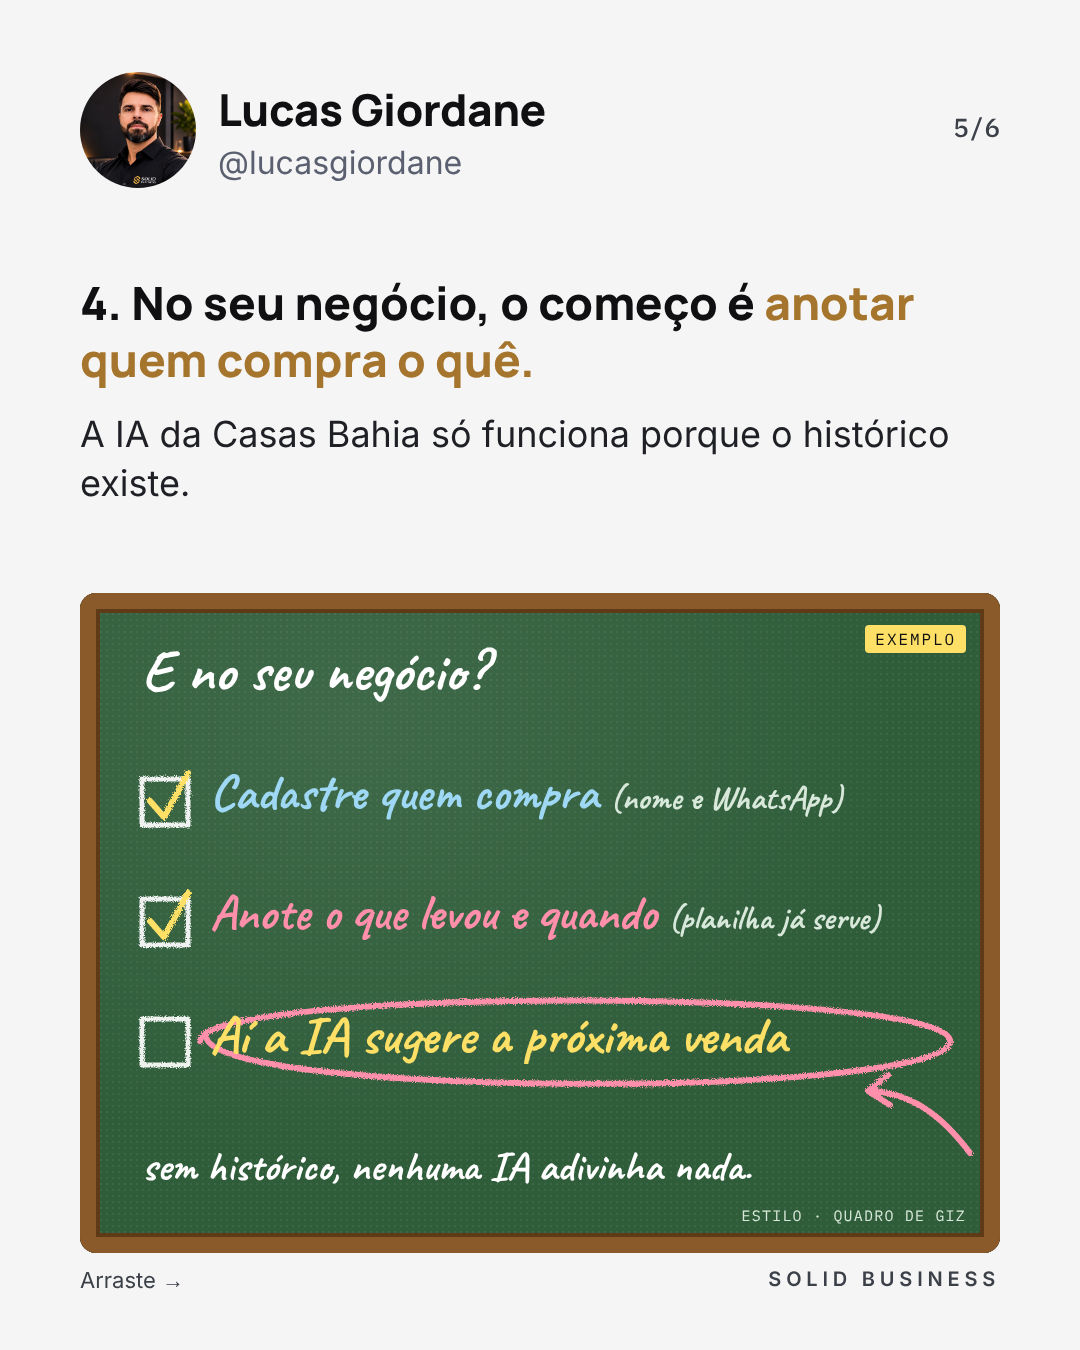 Lucas Giordane
@lucasgiordane
5/6
4. No seu negócio, o começo é anotar
quem compra o quê.
A IA da Casas Bahia só funciona porque o histórico
existe.
EXEMPLO
E no seu negócio?
Cadastre quem compra (nome e WhatsApp)
Anote o que levou e quando (planilha já serve)
Aí a IA sugere a próxima venda
sem histórico, nenhuma IA adivinha nada.
ESTILO · QUADRO DE GIZ
Arraste →
SOLID BUSINESS